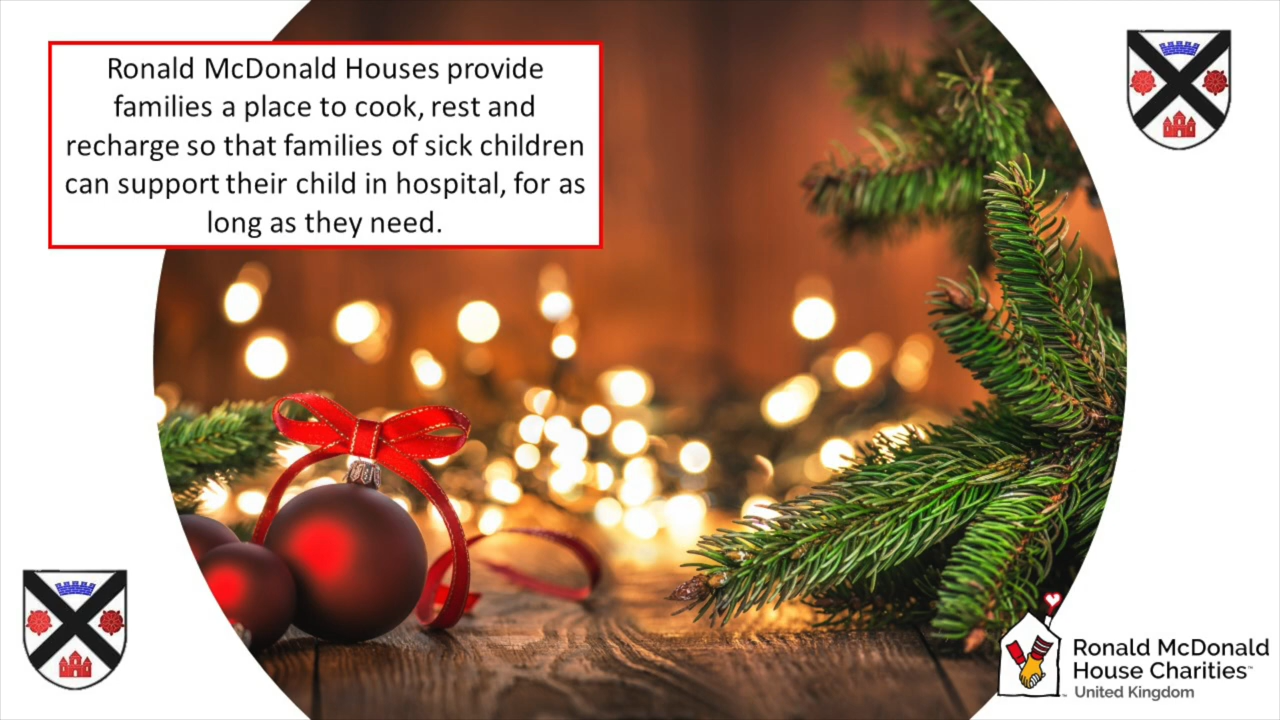 Ronald McDonald Houses provide
families a place to cook, rest and
recharge so that families of sick children
can support their child in hospital, for as
long as they need.
Ronald McDonald
House Charities™
United Kingdom